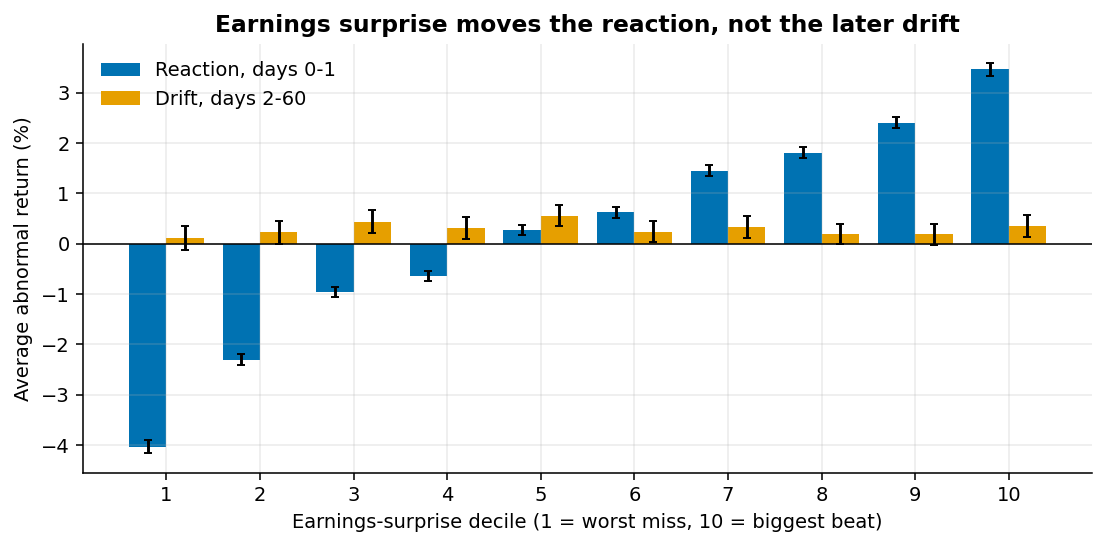 Earnings surprise moves the reaction, not the later drift
Reaction, days 0-1
Drift, days 2-60
Average abnormal return (%)
3
2
1
0
−1
−2
−3
−4
1 2 3 4 5 6 7 8 9 10
Earnings-surprise decile (1 = worst miss, 10 = biggest beat)